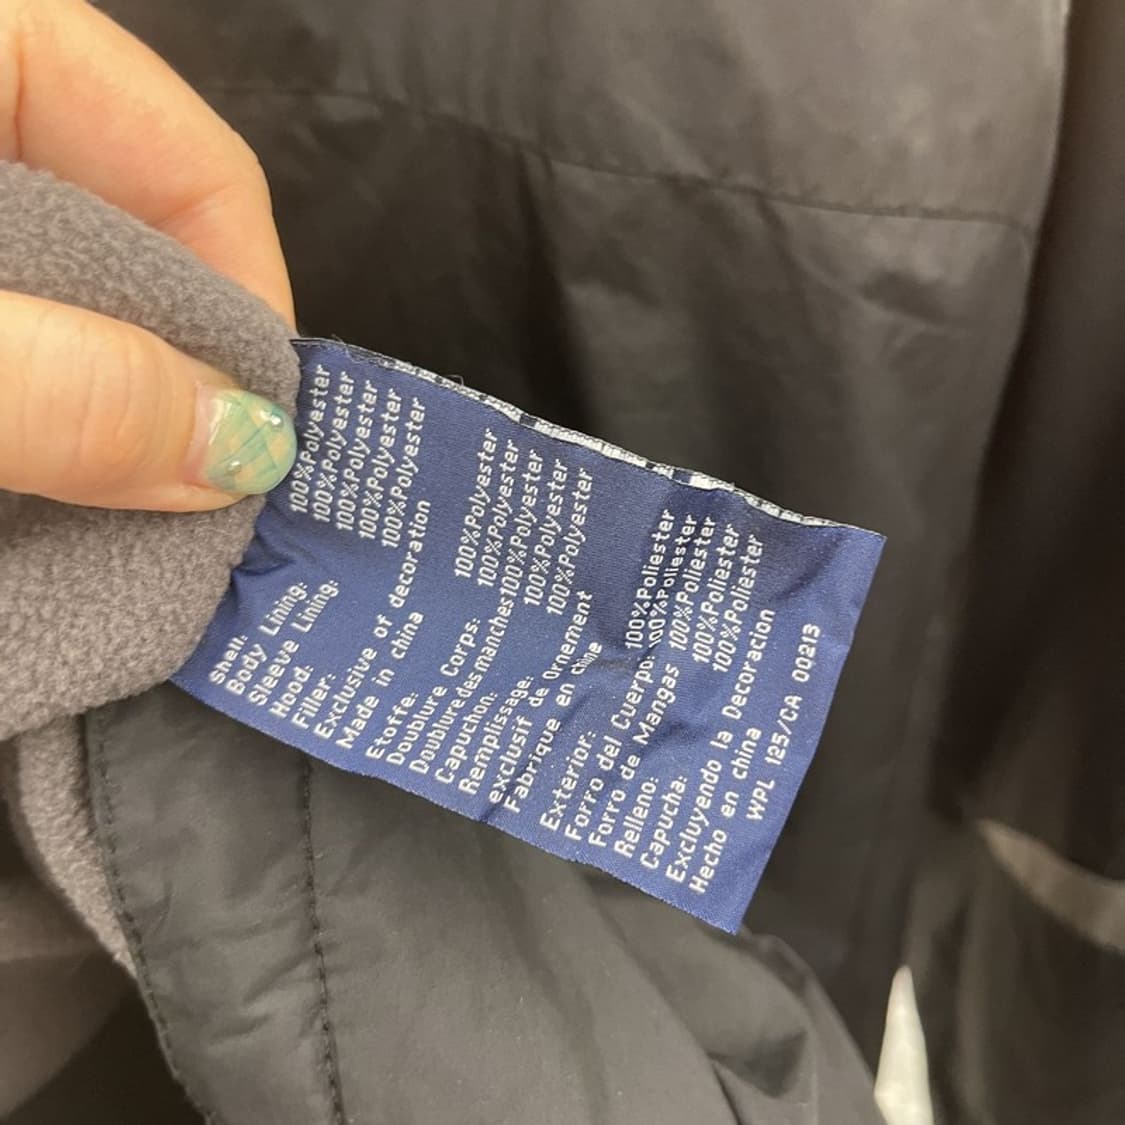 Shell: 100%Polyester
Body Lining: 100%Polyester
Sleeve Lining: 100%Polyester
Hood: 100%Polyester
Filler: 100%Polyester
Exclusive of decoration
Made in china
Etoffe: 100%Polyester
Doublure Corps: 100%Polyester
Doublure des manches 100%Polyester
Capuchon: 100%Polyester
Remplissage: 100%Polyester
exclusif de Ornement
Fabrique en chine
Exterior: 100%Poliester
Forro del Cuerpo: 100%Poliester
Forro de Mangas 100%Poliester
Relleno: 100%Poliester
Capucha: 100%Poliester
Excluyendo la Decoracion
Hecho en china
WPL 125/CA 00213